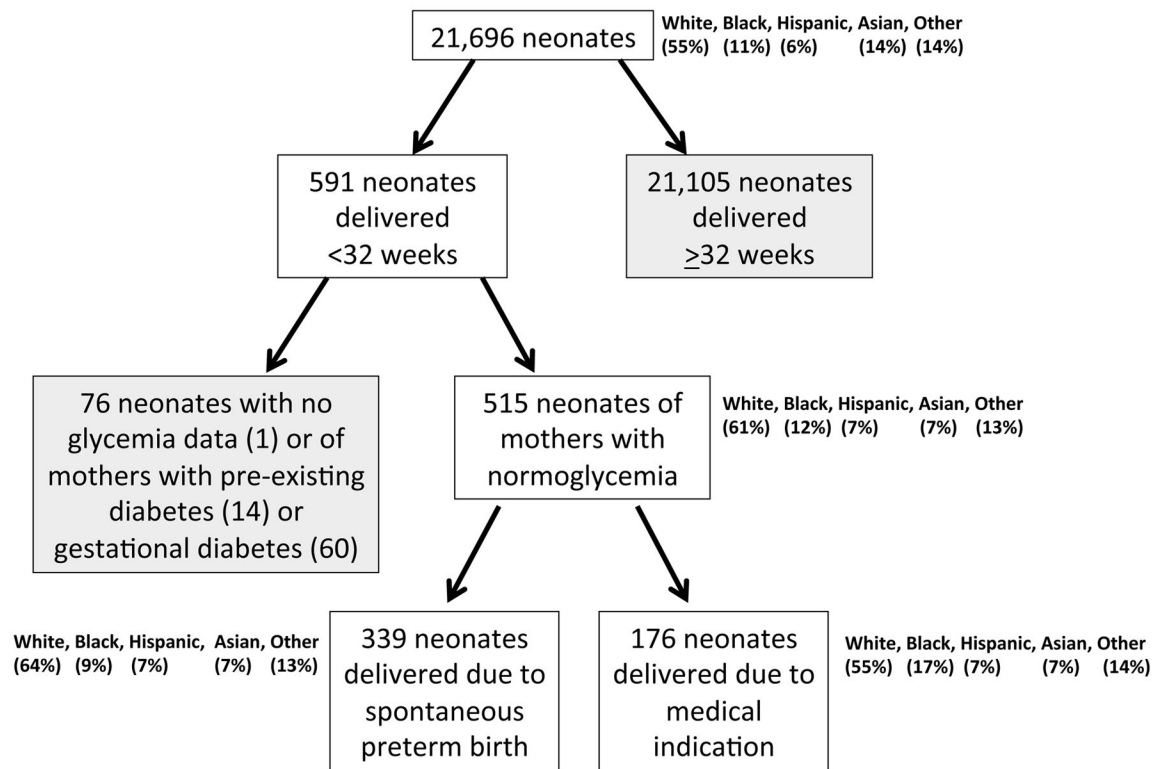 21,696 neonates
White, Black, Hispanic, Asian, Other
(55%) (11%) (6%) (14%) (14%)
591 neonates
delivered
<32 weeks
21,105 neonates
delivered
≥32 weeks
76 neonates with no
glycemia data (1) or of
mothers with pre-existing
diabetes (14) or
gestational diabetes (60)
515 neonates of
mothers with
normoglycemia
White, Black, Hispanic, Asian, Other
(61%) (12%) (7%) (7%) (13%)
White, Black, Hispanic, Asian, Other
(64%) (9%) (7%) (7%) (13%)
339 neonates
delivered due to
spontaneous
preterm birth
176 neonates
delivered due to
medical
indication
White, Black, Hispanic, Asian, Other
(55%) (17%) (7%) (7%) (14%)